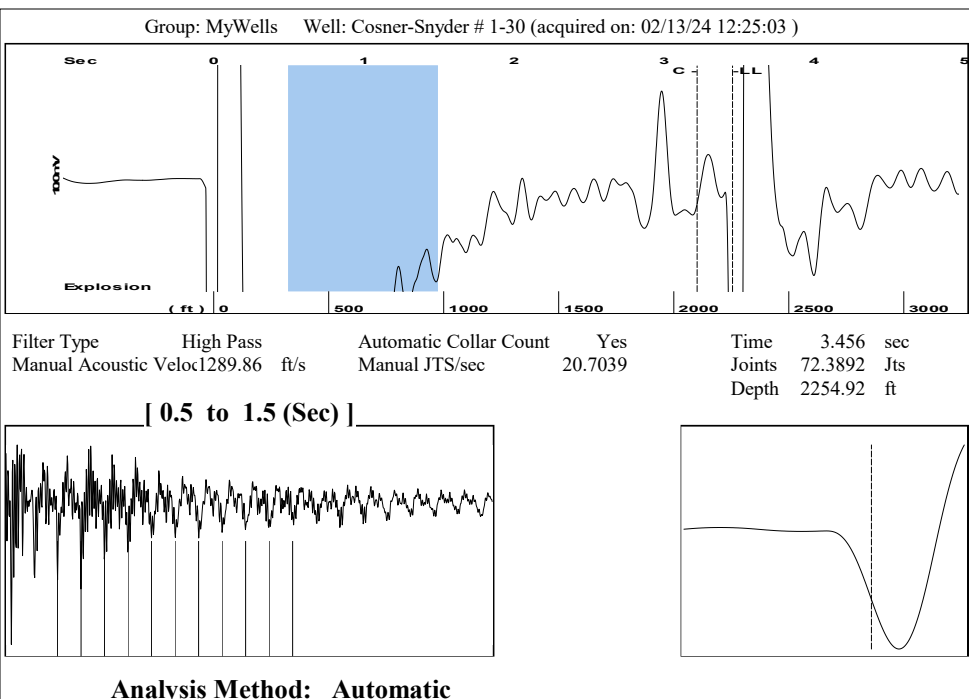 Group: MyWells Well: Cosner-Snyder # 1-30 (acquired on: 02/13/24 12:25:03 )
Sec 0 1 2 3 4 5
C - -LL
100mV
Explosion
( ft ) 0 500 1000 1500 2000 2500 3000
Filter Type High Pass Automatic Collar Count Yes Time 3.456 sec
Manual Acoustic Veloc1289.86 ft/s Manual JTS/sec 20.7039 Joints 72.3892 Jts
Depth 2254.92 ft
[ 0.5 to 1.5 (Sec) ]
Analysis Method: Automatic